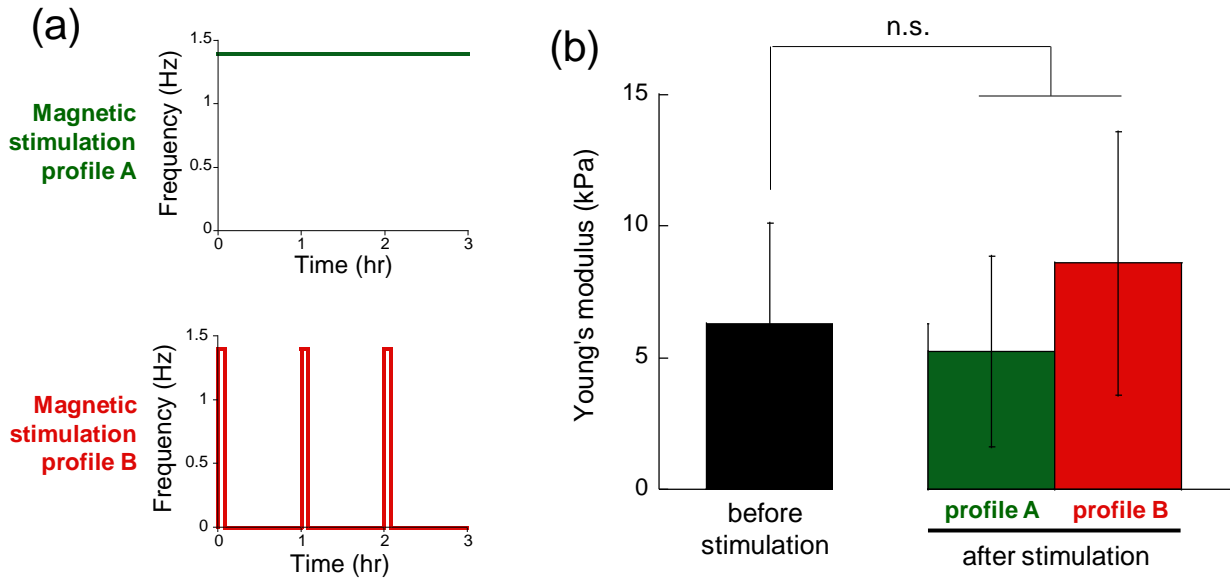 (a)
Magnetic
stimulation
profile A
Frequency (Hz)
1.5
1
0.5
0
0 1 2 3
Time (hr)
Magnetic
stimulation
profile B
Frequency (Hz)
1.5
1
0.5
0
0 1 2 3
Time (hr)
(b)
n.s.
Young's modulus (kPa)
15
10
5
0
before
stimulation
profile A profile B
after stimulation